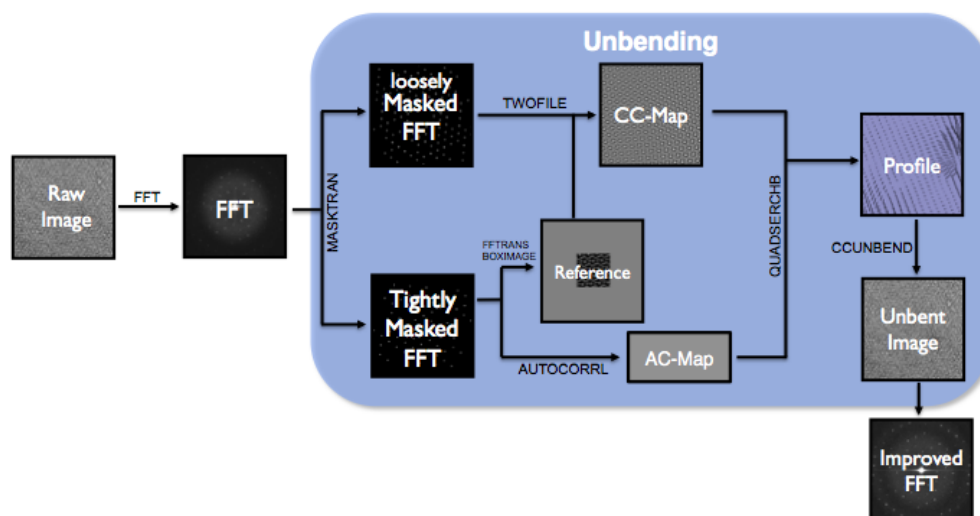 Unbending
Raw
Image
FFT
FFT
MASKTRAN
loosely
Masked
FFT
TWOFILE
CC-Map
Tightly
Masked
FFT
FFTRANS
BOXIMAGE
Reference
AUTOCORRL
AC-Map
QUADSERCHB
Profile
CCUNBEND
Unbent
Image
Improved
FFT